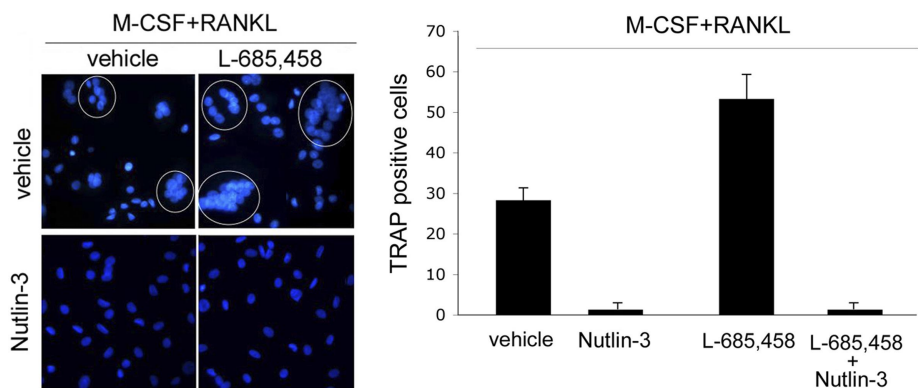 M-CSF+RANKL
vehicle L-685,458
vehicle
Nutlin-3
M-CSF+RANKL
TRAP positive cells
70
60
50
40
30
20
10
0
vehicle Nutlin-3 L-685,458 L-685,458
+
Nutlin-3